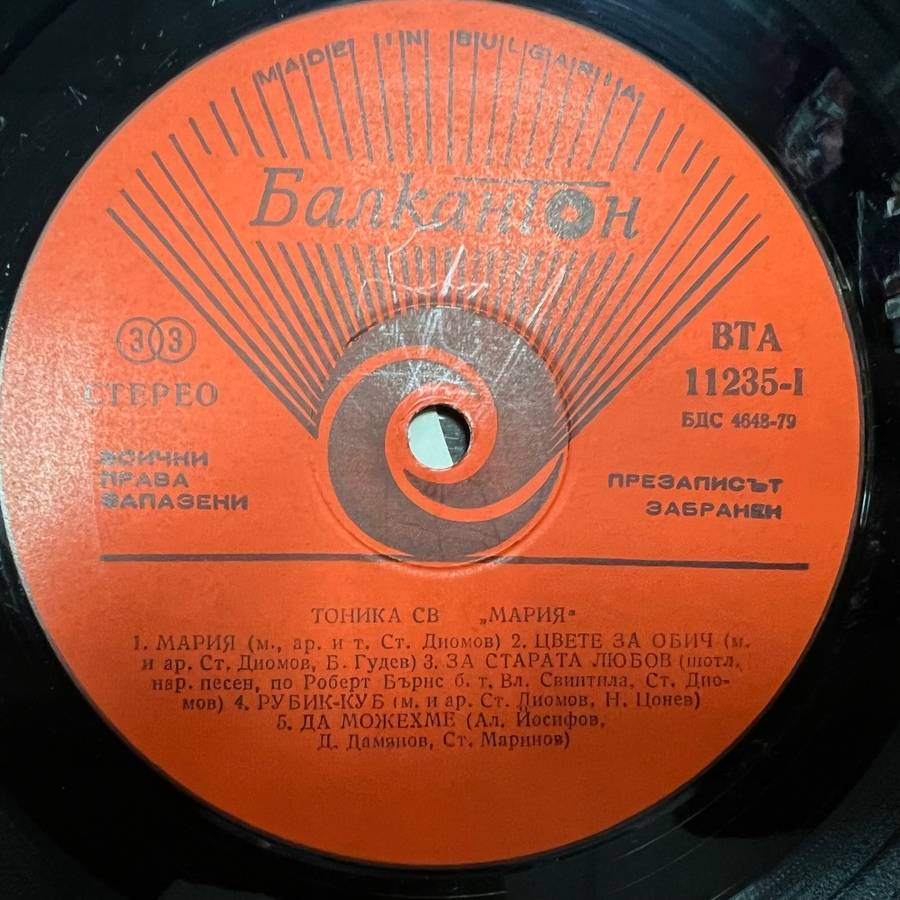 MADE IN BULGARIA
Балкантон
33
СТЕРЕО
ВТА
11235-I
БДС 4648-79
ВСИЧКИ
ПРАВА
ЗАПАЗЕНИ
ПРЕЗАПИСЪТ
ЗАБРАНЕН
ТОНИКА СВ „МАРИЯ"
1. МАРИЯ (м., ар. и т. Ст. Диомов) 2. ЦВЕТЕ ЗА ОБИЧ (м.
и ар. Ст. Диомов, Б. Гудев) 3. ЗА СТАРАТА ЛЮБОВ (шотл.
нар. песен, по Роберт Бърнс б. т. Вл. Свинтила, Ст. Дио-
мов) 4. РУБИК-КУБ (м. и ар. Ст. Диомов, Н. Цонев)
5. ДА МОЖЕХМЕ (Ал. Йосифов,
Д. Дамянов, Ст. Маринов)